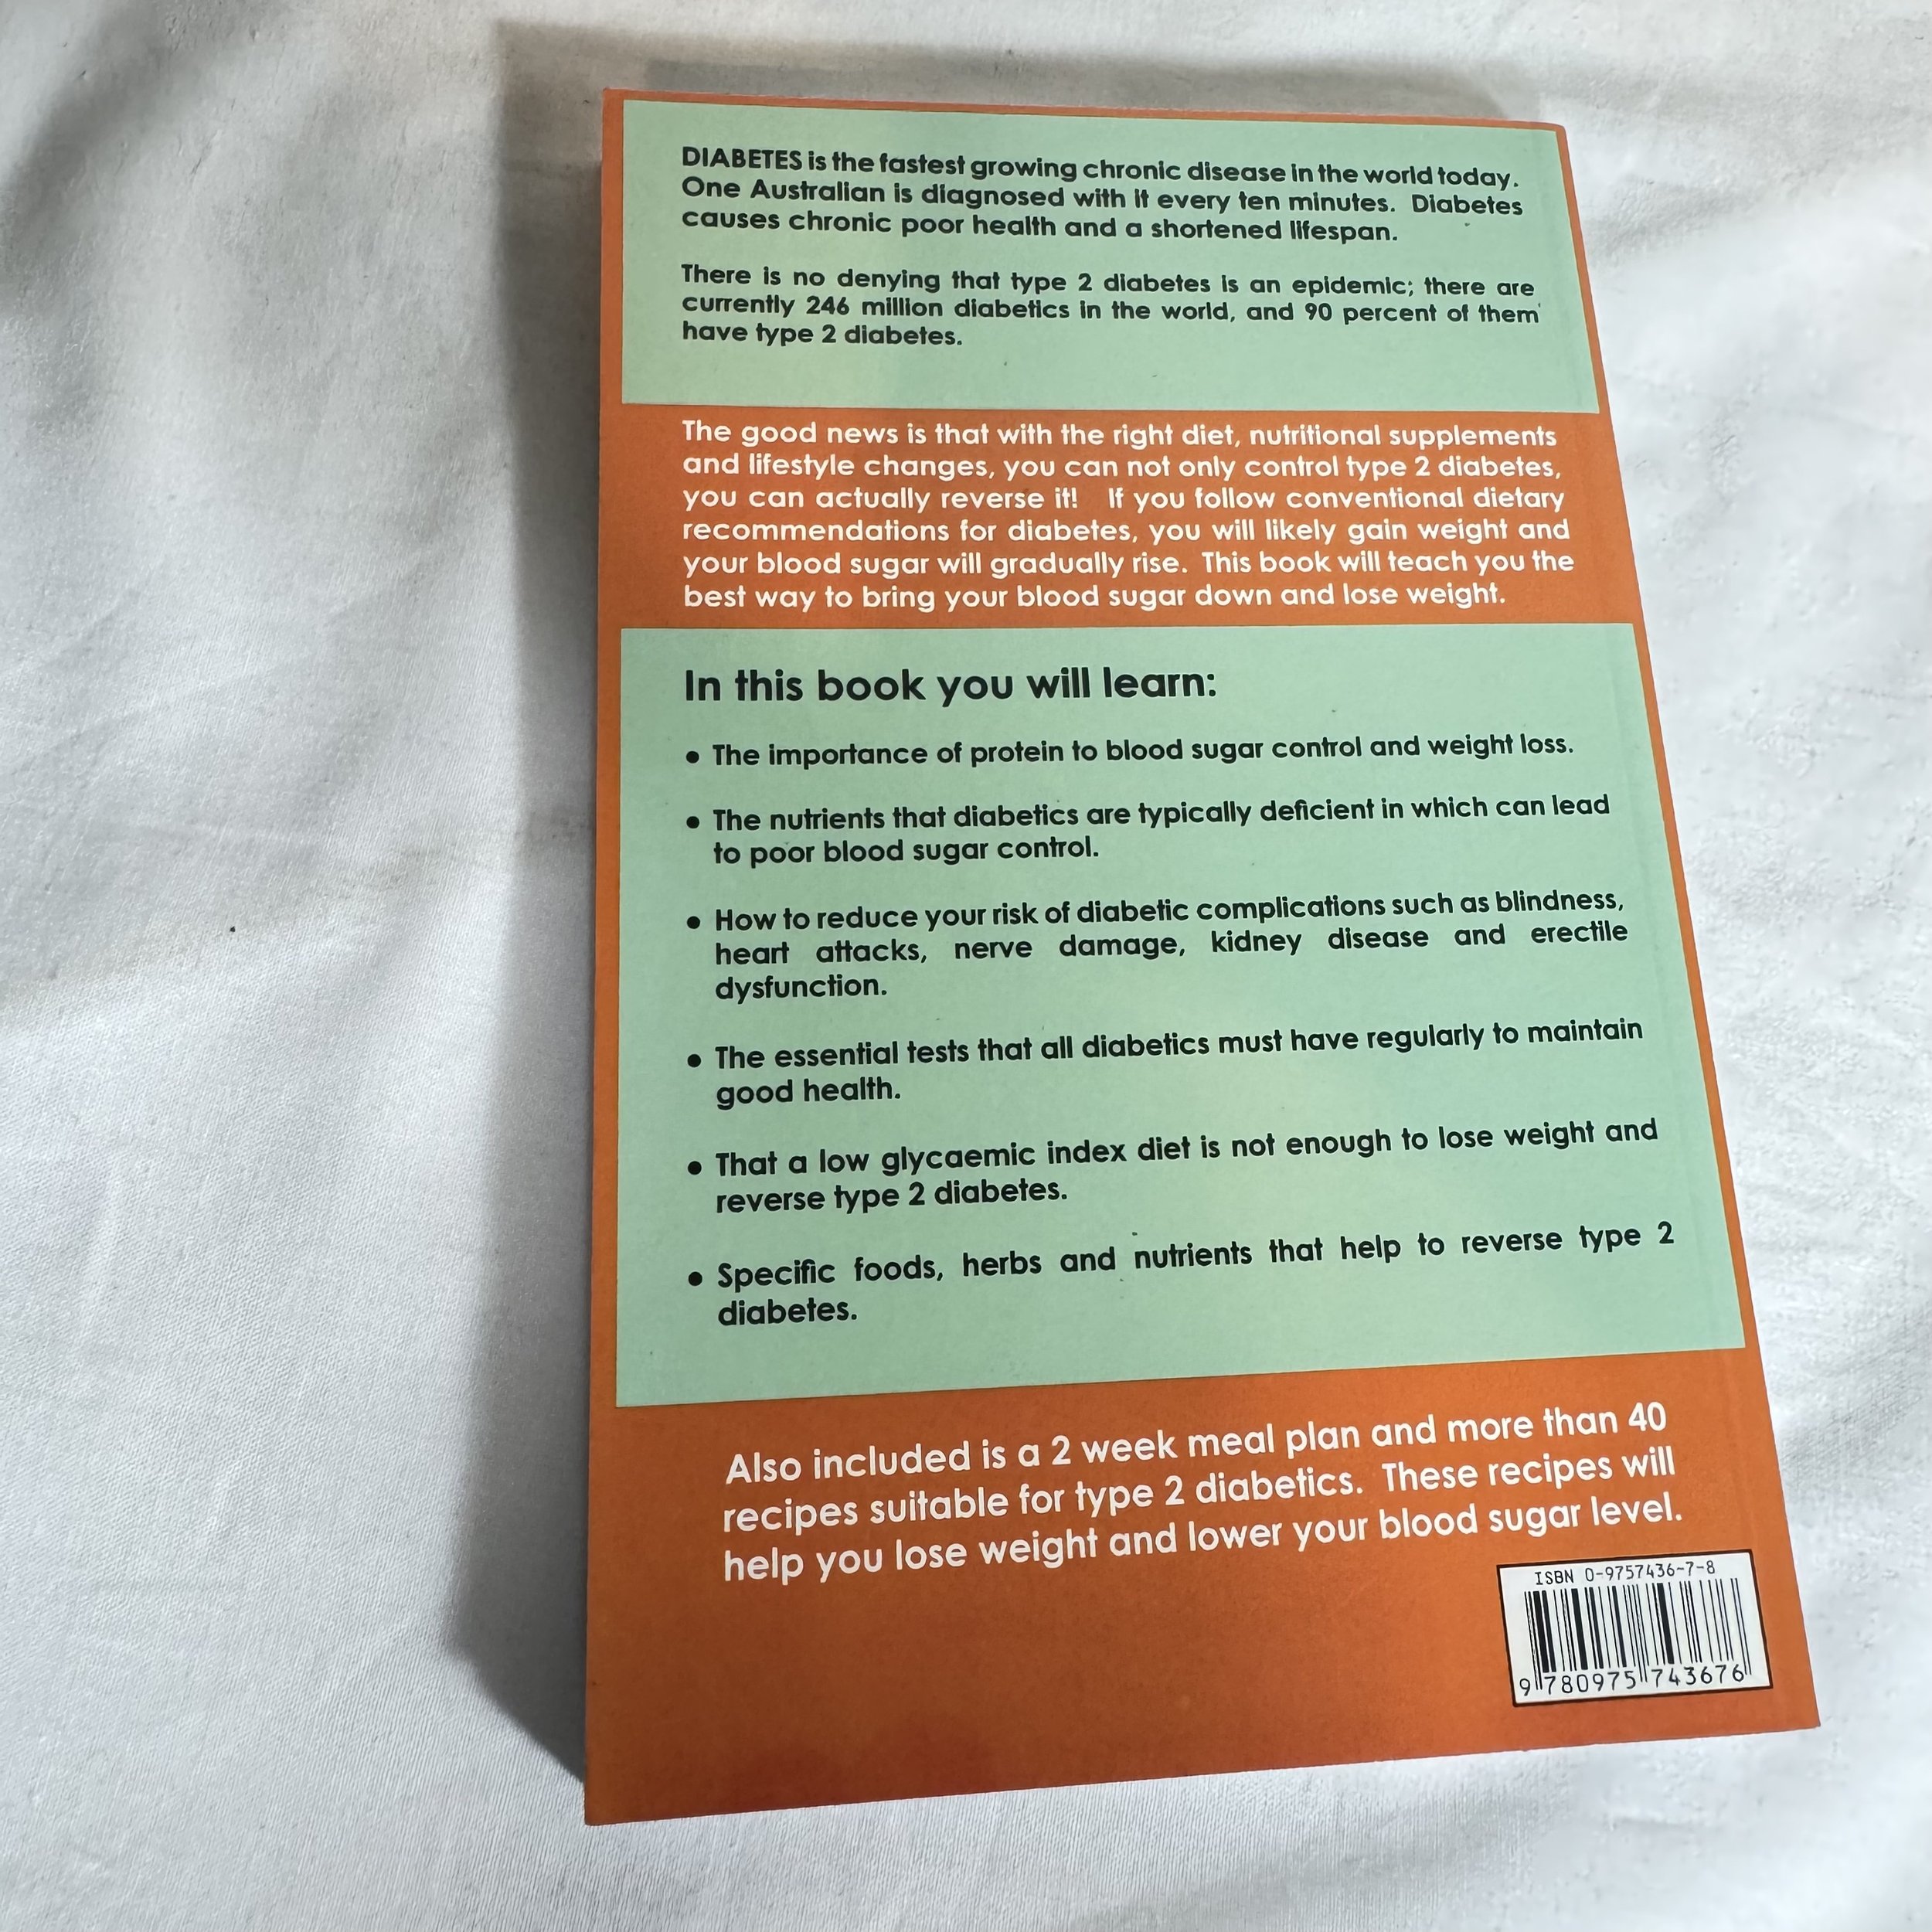 DIABETES is the fastest growing chronic disease in the world today.
One Australian is diagnosed with it every ten minutes. Diabetes
causes chronic poor health and a shortened lifespan.
There is no denying that type 2 diabetes is an epidemic; there are
currently 246 million diabetics in the world, and 90 percent of them
have type 2 diabetes.
The good news is that with the right diet, nutritional supplements
and lifestyle changes, you can not only control type 2 diabetes,
you can actually reverse it! If you follow conventional dietary
recommendations for diabetes, you will likely gain weight and
your blood sugar will gradually rise. This book will teach you the
best way to bring your blood sugar down and lose weight.
In this book you will learn:
• The importance of protein to blood sugar control and weight loss.
• The nutrients that diabetics are typically deficient in which can lead
to poor blood sugar control.
• How to reduce your risk of diabetic complications such as blindness,
heart attacks, nerve damage, kidney disease and erectile
dysfunction.
• The essential tests that all diabetics must have regularly to maintain
good health.
• That a low glycaemic index diet is not enough to lose weight and
reverse type 2 diabetes.
• Specific foods, herbs and nutrients that help to reverse type 2
diabetes.
Also included is a 2 week meal plan and more than 40
recipes suitable for type 2 diabetics. These recipes will
help you lose weight and lower your blood sugar level.
ISBN 0-9757436-7-8
9 780975 743676